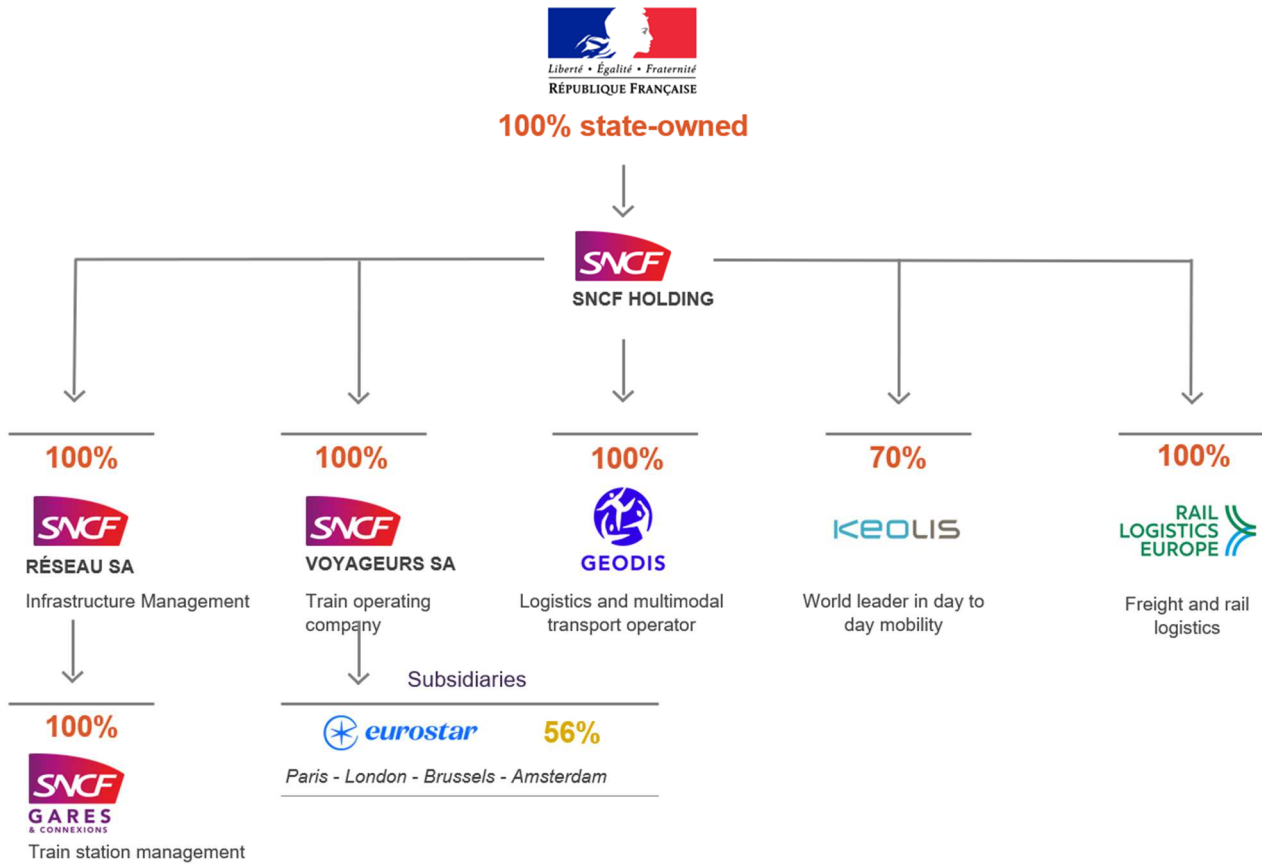 Liberté • Égalité • Fraternité
RÉPUBLIQUE FRANÇAISE
100% state-owned
SNCF
SNCF HOLDING
100%
SNCF
RÉSEAU SA
Infrastructure Management
100%
SNCF
VOYAGEURS SA
Train operating
company
100%
GEODIS
Logistics and multimodal
transport operator
70%
KEOLIS
World leader in day to
day mobility
100%
RAIL
LOGISTICS
EUROPE
Freight and rail
logistics
100%
SNCF
GARES
& CONNEXIONS
Train station management
Subsidiaries
eurostar 56%
Paris - London - Brussels - Amsterdam